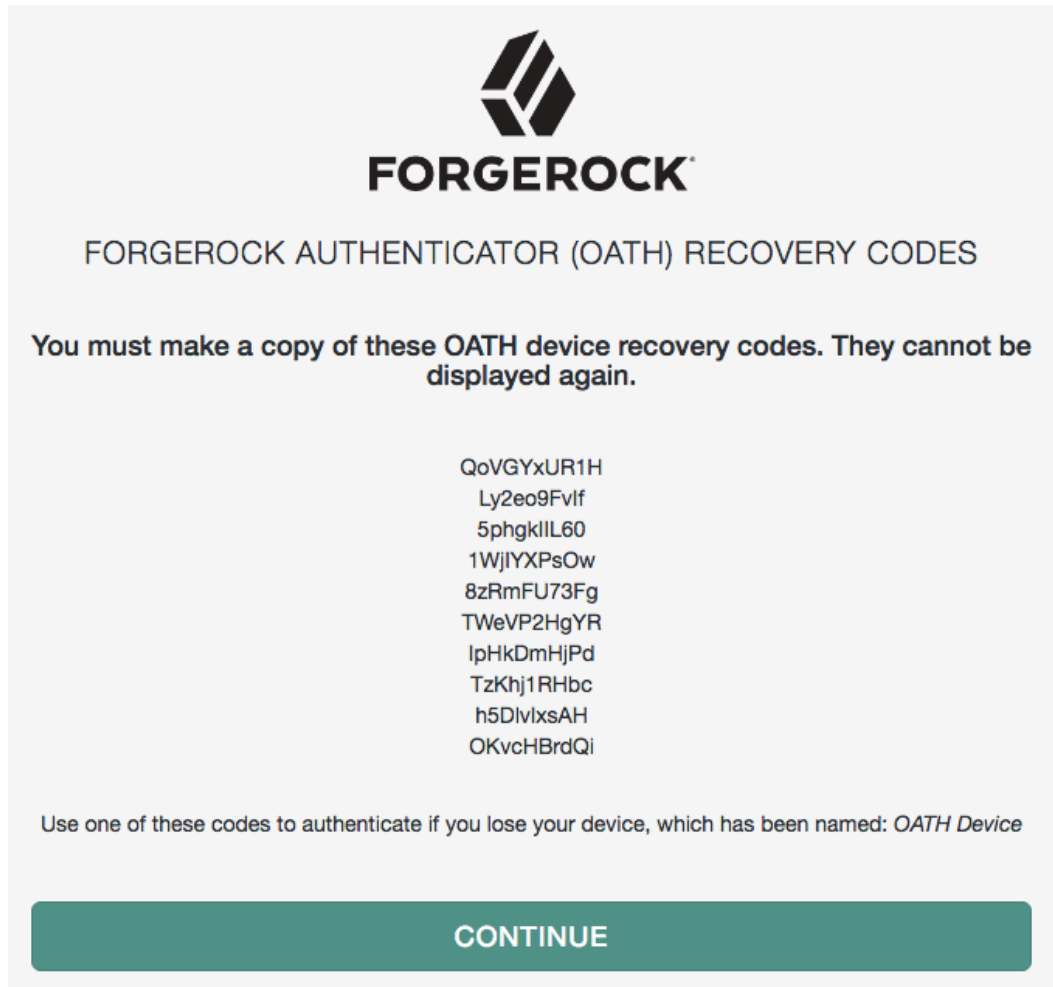 FORGEROCK
FORGEROCK AUTHENTICATOR (OATH) RECOVERY CODES
You must make a copy of these OATH device recovery codes. They cannot be
displayed again.
QoVGYxUR1H
Ly2eo9FvIf
5phgkIIL60
1WjIYXPsOw
8zRmFU73Fg
TWeVP2HgYR
IpHkDmHjPd
TzKhj1RHbc
h5DIvIxsAH
OKvcHBrdQi
Use one of these codes to authenticate if you lose your device, which has been named: OATH Device
CONTINUE